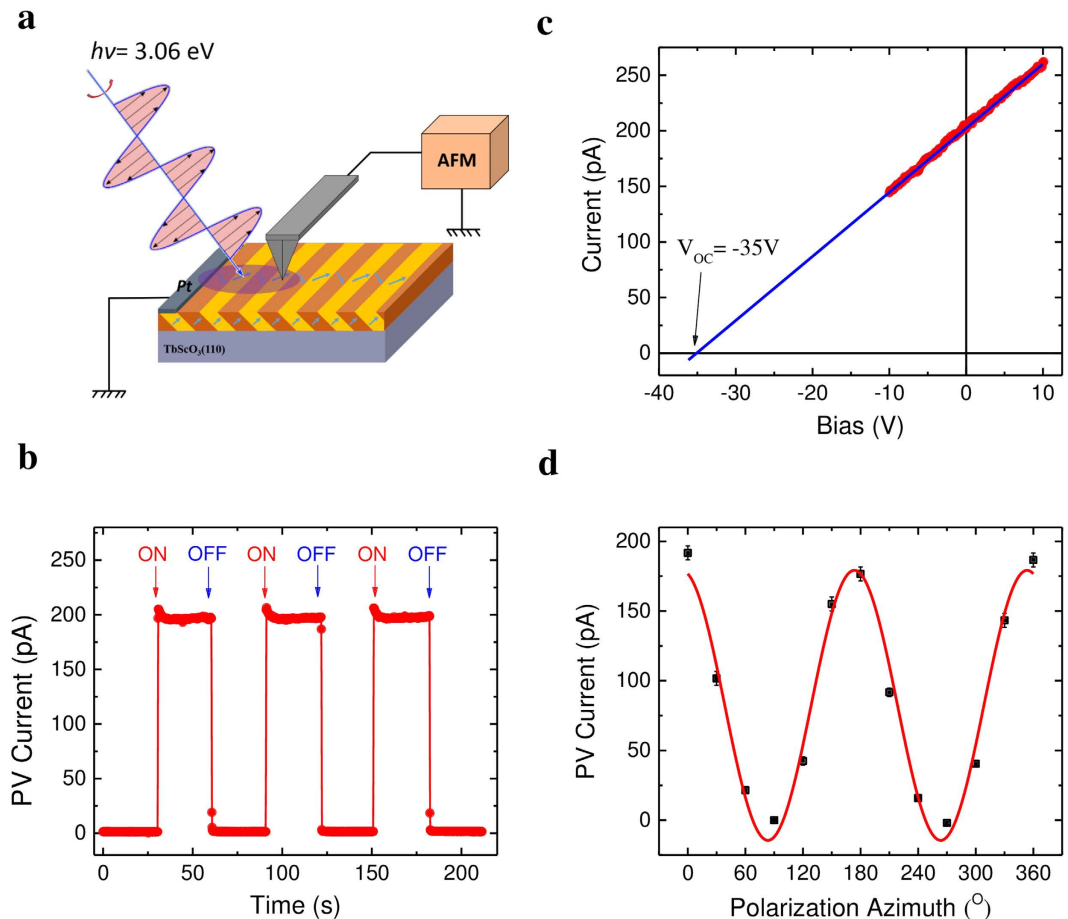 a
hν= 3.06 eV
AFM
Pt
TbScO3(110)
c
250
200
150
100
50
0
-40 -30 -20 -10 0 10
Current (pA)
Bias (V)
VOC= -35V
b
250
200
150
100
50
0
0 50 100 150 200
ON OFF ON OFF ON OFF
PV Current (pA)
Time (s)
d
200
150
100
50
0
0 60 120 180 240 300 360
PV Current (pA)
Polarization Azimuth (O)